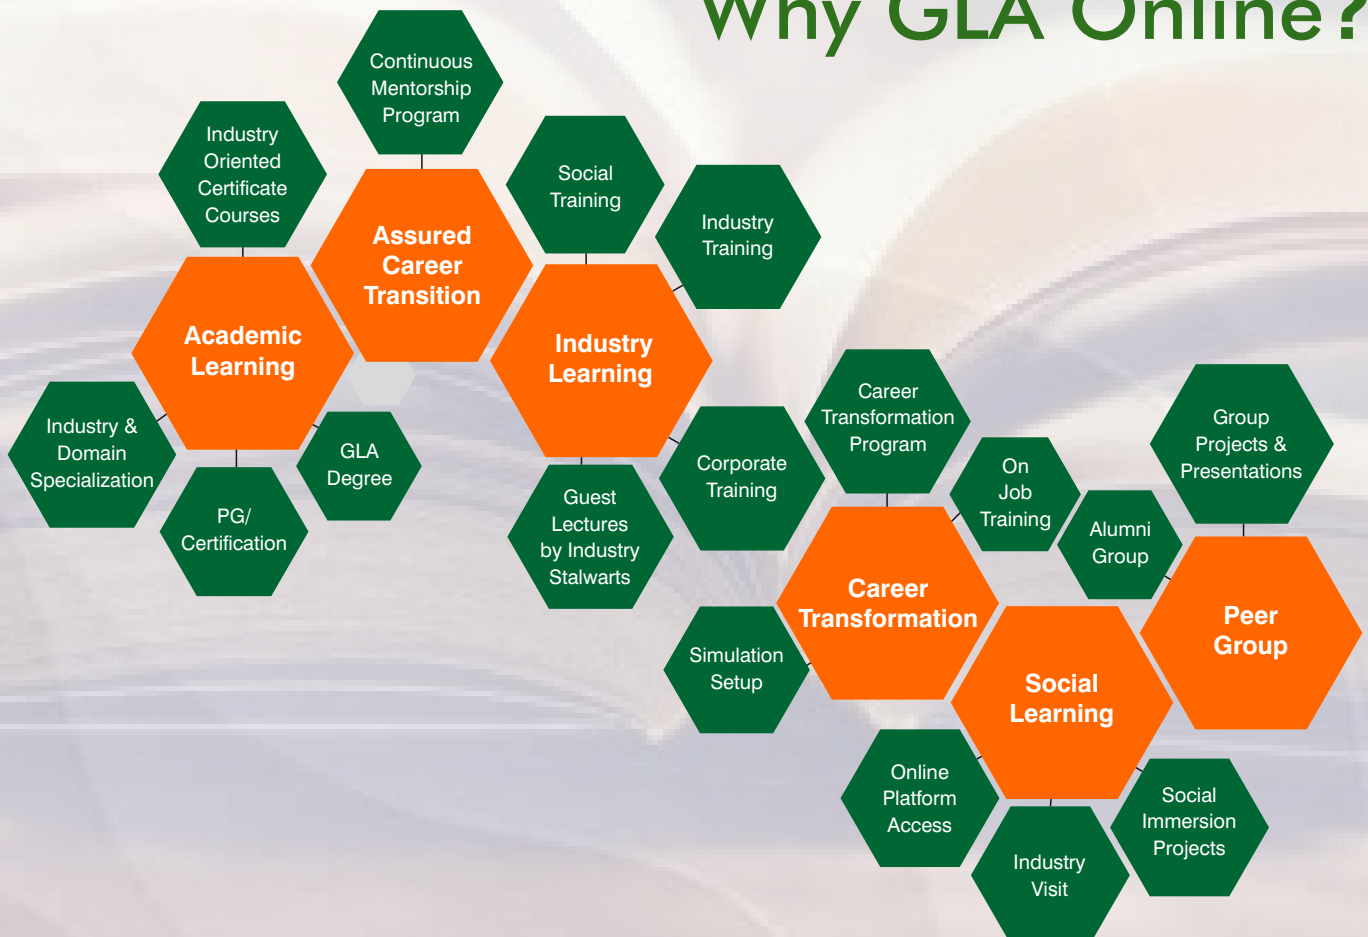 Why GLA Online?
Continuous
Mentorship
Program
Industry
Oriented
Certificate
Courses
Social
Training
Industry
Training
Assured
Career
Transition
Academic
Learning
Industry
Learning
Industry &
Domain
Specialization
PG/
Certification
GLA
Degree
Guest
Lectures
by Industry
Stalwarts
Corporate
Training
Career
Transformation
Program
On
Job
Training
Alumni
Group
Group
Projects &
Presentations
Career
Transformation
Peer
Group
Simulation
Setup
Social
Learning
Online
Platform
Access
Industry
Visit
Social
Immersion
Projects